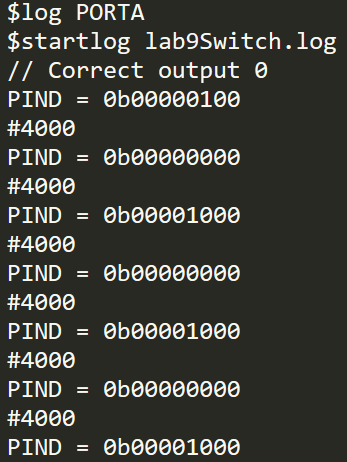 $log PORTA
$startlog lab9Switch.log
// Correct output 0
PIND = 0b00000100
#4000
PIND = 0b00000000
#4000
PIND = 0b00001000
#4000
PIND = 0b00000000
#4000
PIND = 0b00001000
#4000
PIND = 0b00000000
#4000
PIND = 0b00001000